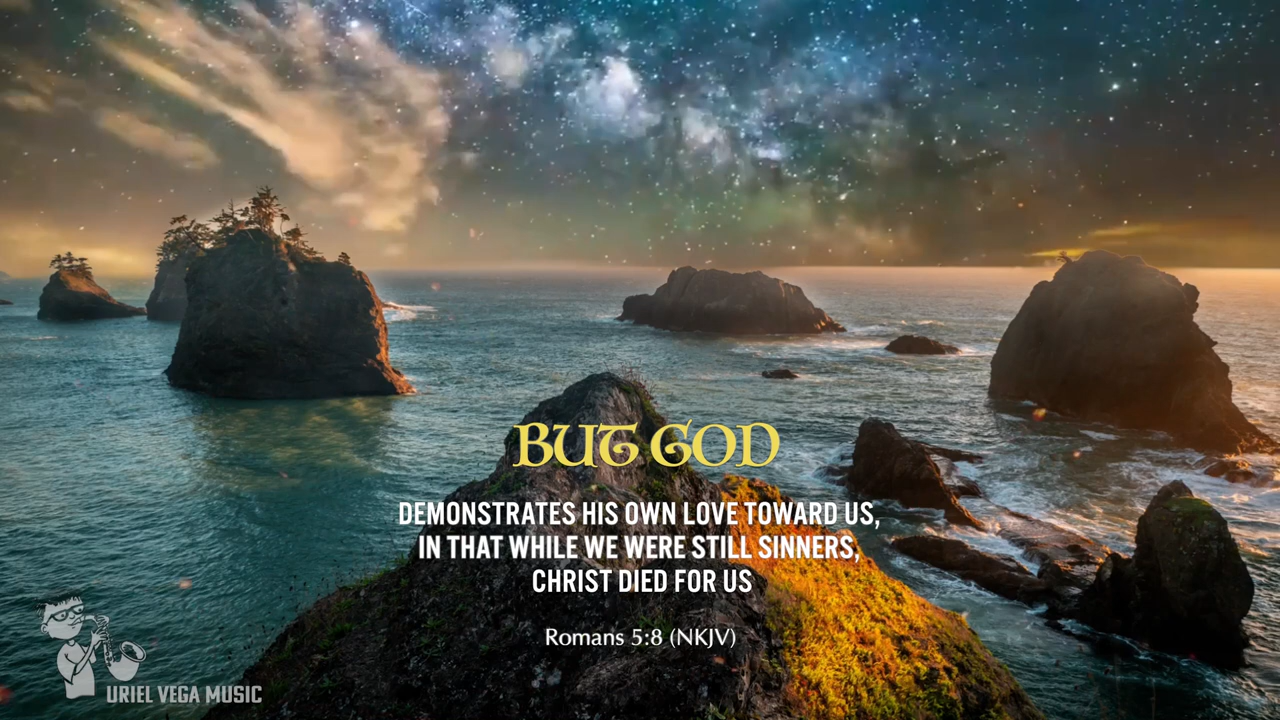 BUT GOD
DEMONSTRATES HIS OWN LOVE TOWARD US,
IN THAT WHILE WE WERE STILL SINNERS,
CHRIST DIED FOR US
Romans 5:8 (NKJV)
URIEL VEGA MUSIC